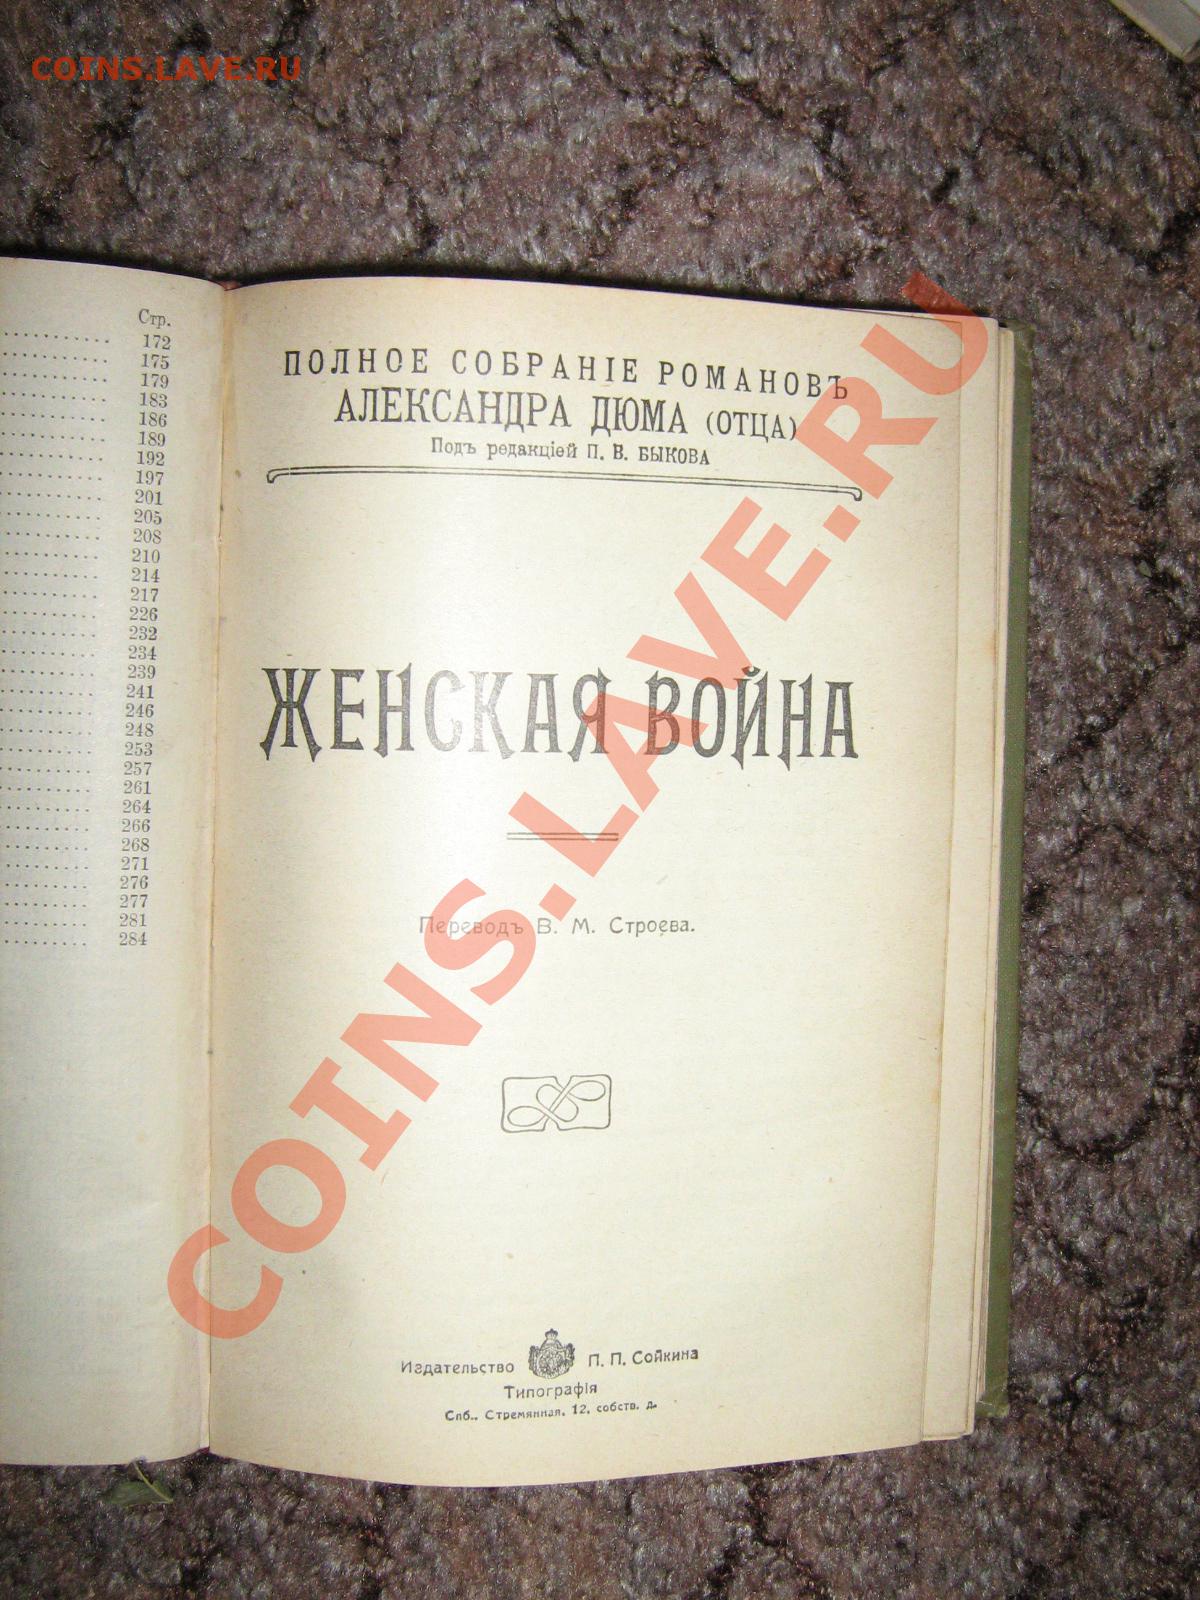 COINS.LAVE.RU
Стр.
172
175
179
183
186
189
192
197
201
205
208
210
214
217
226
232
234
239
241
246
248
253
257
261
264
266
268
271
276
277
281
284
ПОЛНОЕ СОБРАНІЕ РОМАНОВЪ
АЛЕКСАНДРА ДЮМА (ОТЦА)
Подъ редакціей П. В. БЫКОВА
ЖЕНСКАЯ ВОЙНА
Переводъ В. М. Строева.
Издательство П. П. Сойкина
Типографія
Спб., Стремянная, 12, собств. д.
COINS.LAVE.RU